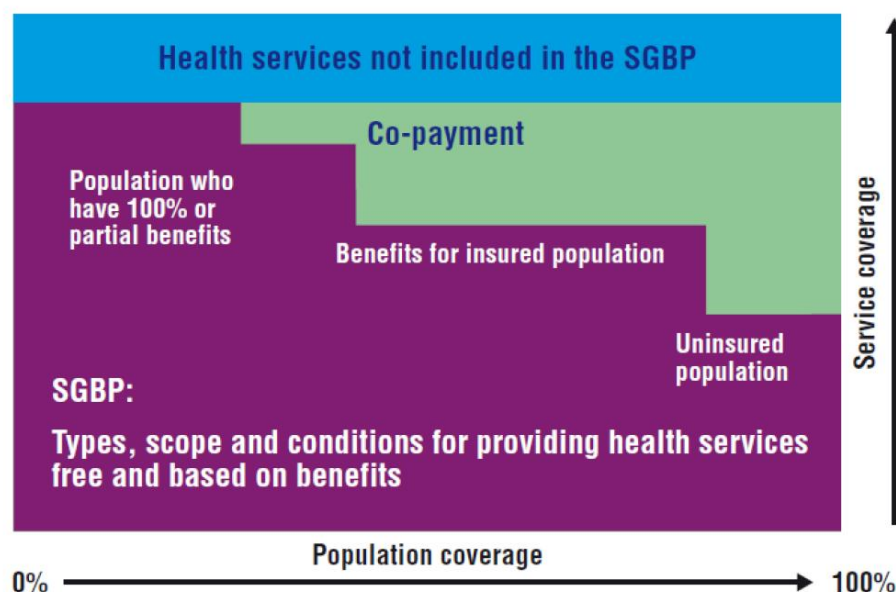 Health services not included in the SGBP
Co-payment
Population who
have 100% or
partial benefits
Benefits for insured population
Uninsured
population
SGBP:
Types, scope and conditions for providing health services
free and based on benefits
Service coverage
Population coverage
0%
100%